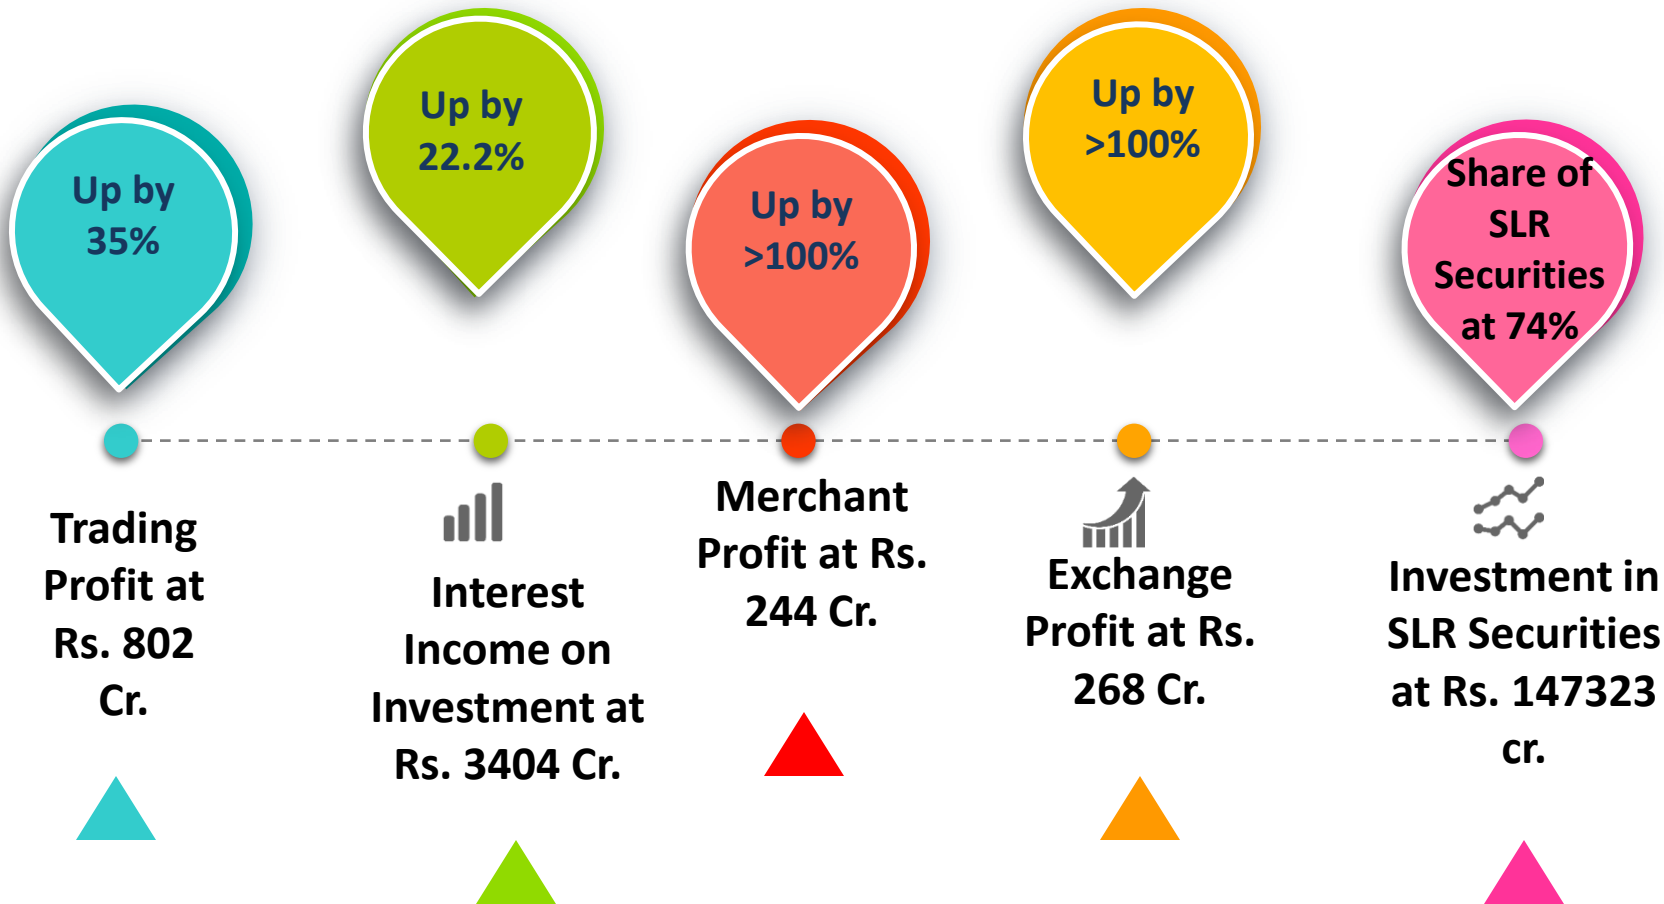 Up by
35%
Up by
22.2%
Up by
>100%
Up by
>100%
Share of
SLR
Securities
at 74%
Trading
Profit at
Rs. 802
Cr.
Interest
Income on
Investment at
Rs. 3404 Cr.
Merchant
Profit at Rs.
244 Cr.
Exchange
Profit at Rs.
268 Cr.
Investment in
SLR Securities
at Rs. 147323
cr.